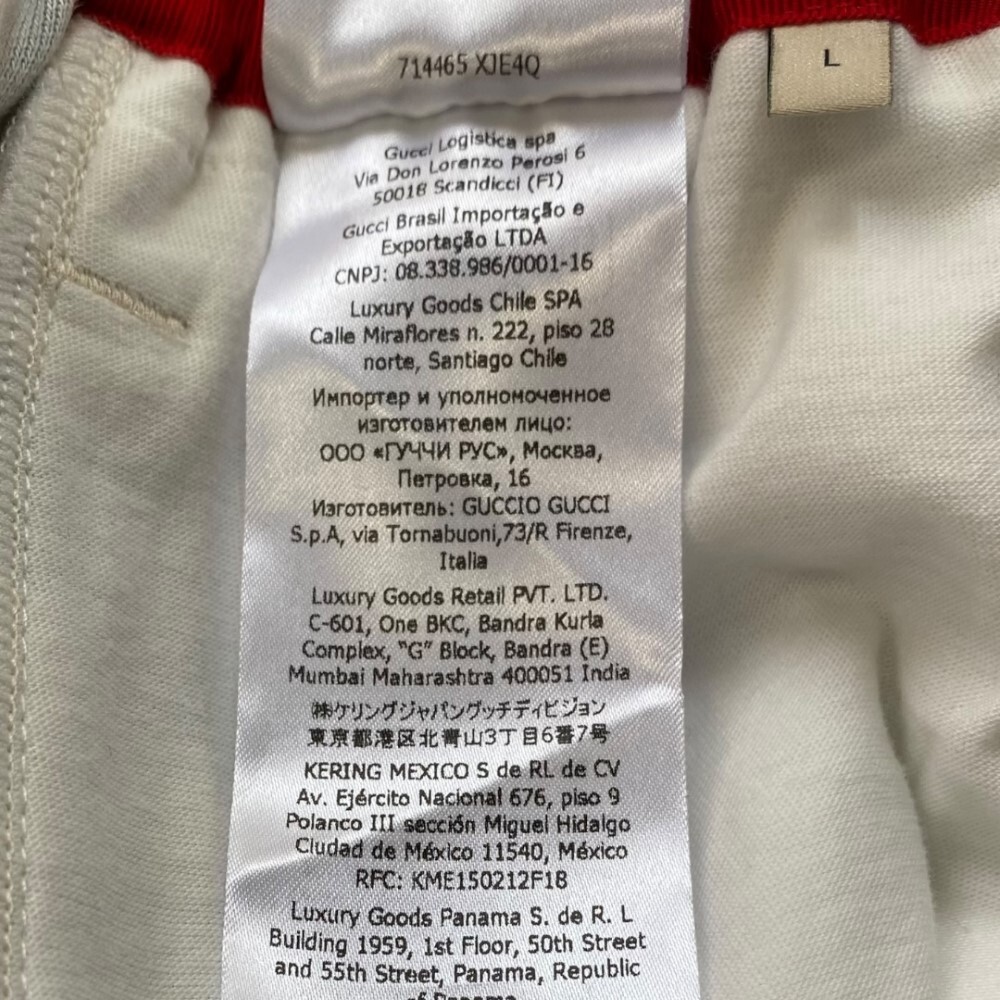 714465 XJE4Q
L
Gucci Logistica spa
Via Don Lorenzo Perosi 6
50018 Scandicci (FI)
Gucci Brasil Importação e
Exportação LTDA
CNPJ: 08.338.986/0001-16
Luxury Goods Chile SPA
Calle Miraflores n. 222, piso 28
norte, Santiago Chile
Импортер и уполномоченное
изготовителем лицо:
ООО «ГУЧЧИ РУС», Москва,
Петровка, 16
Изготовитель: GUCCIO GUCCI
S.p.A, via Tornabuoni,73/R Firenze,
Italia
Luxury Goods Retail PVT. LTD.
C-601, One BKC, Bandra Kurla
Complex, "G" Block, Bandra (E)
Mumbai Maharashtra 400051 India
㈱ケリングジャパングッチディビジョン
東京都港区北青山3丁目6番7号
KERING MEXICO S de RL de CV
Av. Ejército Nacional 676, piso 9
Polanco III sección Miguel Hidalgo
Ciudad de México 11540, México
RFC: KME150212F18
Luxury Goods Panama S. de R. L
Building 1959, 1st Floor, 50th Street
and 55th Street, Panama, Republic
of Panama